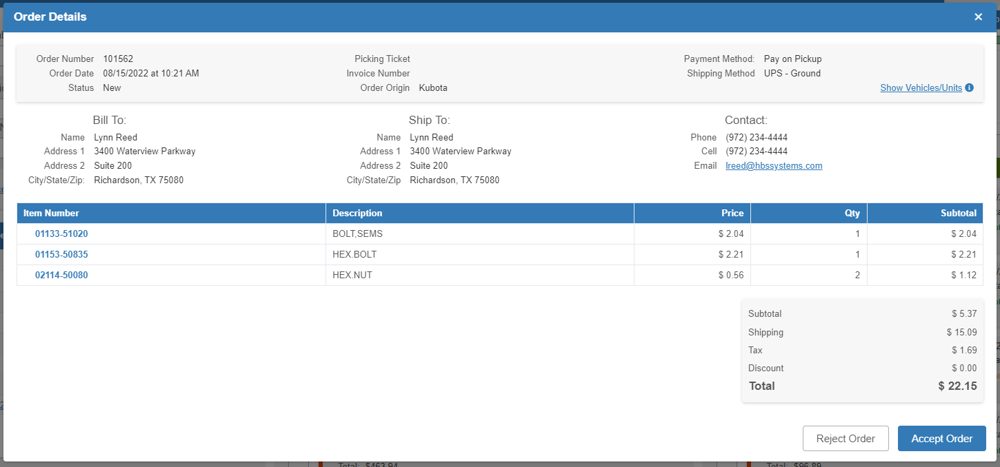 Order Details
Order Number 101562
Order Date 08/15/2022 at 10:21 AM
Status New
Picking Ticket
Invoice Number
Order Origin Kubota
Payment Method: Pay on Pickup
Shipping Method UPS - Ground
Show Vehicles/Units
Bill To:
Name Lynn Reed
Address 1 3400 Waterview Parkway
Address 2 Suite 200
City/State/Zip: Richardson, TX 75080
Ship To:
Name Lynn Reed
Address 1 3400 Waterview Parkway
Address 2 Suite 200
City/State/Zip Richardson, TX 75080
Contact:
Phone (972) 234-4444
Cell (972) 234-4444
Email lreed@hbssystems.com
Item Number Description Price Qty Subtotal
01133-51020 BOLT,SEMS $ 2.04 1 $ 2.04
01153-50835 HEX.BOLT $ 2.21 1 $ 2.21
02114-50080 HEX.NUT $ 0.56 2 $ 1.12
Subtotal $ 5.37
Shipping $ 15.09
Tax $ 1.69
Discount $ 0.00
Total $ 22.15
Reject Order Accept Order
Total: $463.94 Total: $96.89